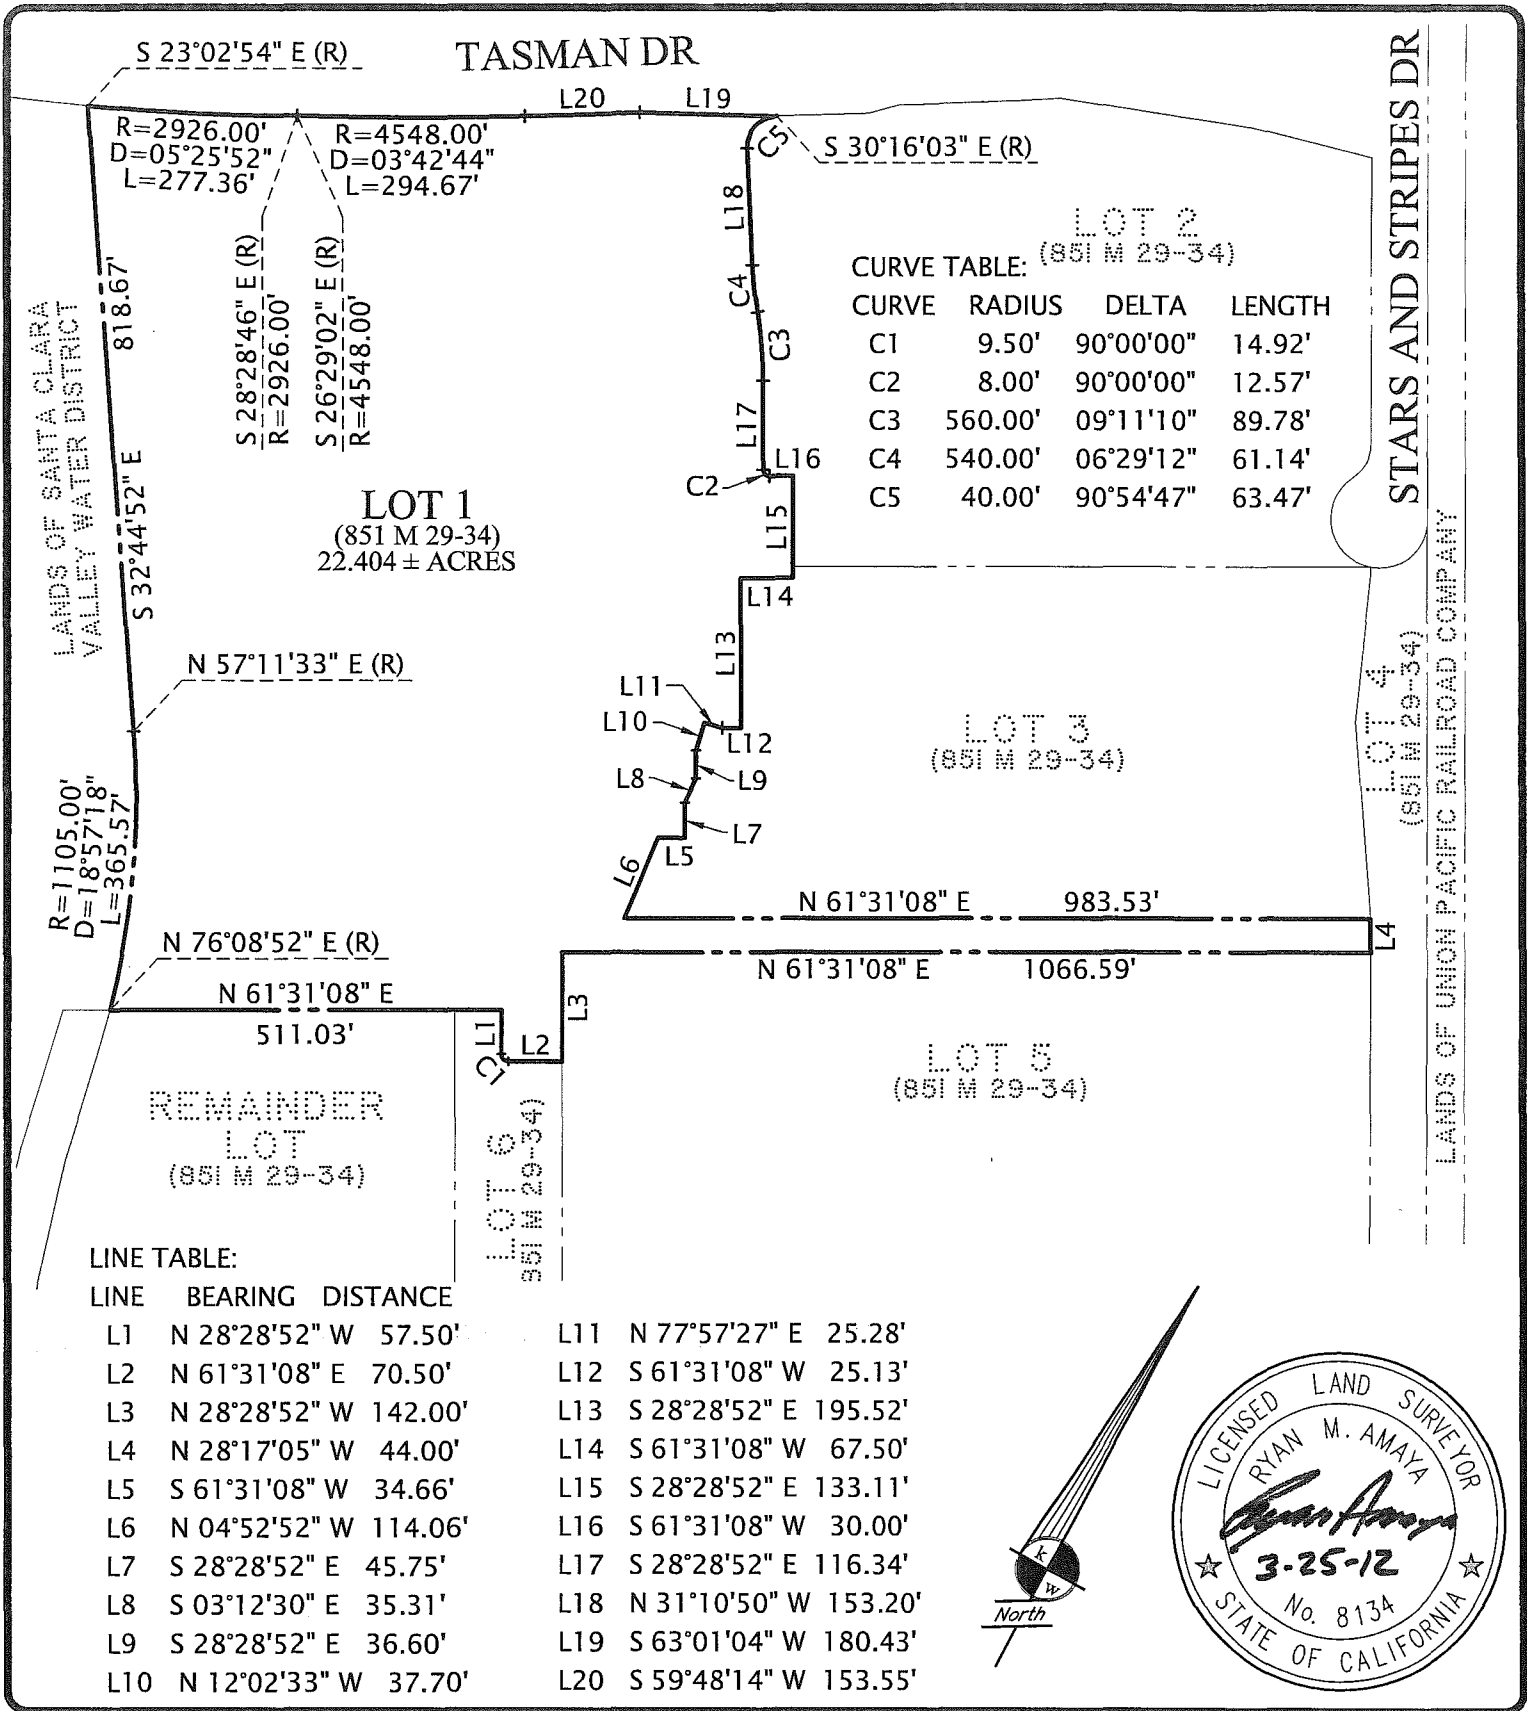 S 23°02'54" E (R)
TASMAN DR
L20
L19
R=2926.00'
D=05°25'52"
L=277.36'
R=4548.00'
D=03°42'44"
L=294.67'
C5
S 30°16'03" E (R)
STARS AND STRIPES DR
818.67'
S 32°44'52" E
LANDS OF SANTA CLARA
VALLEY WATER DISTRICT
S 28°28'46" E (R)
R=2926.00'
S 26°29'02" E (R)
R=4548.00'
L18
C4
C3
L17
L16
C2
L15
LOT 2
(851 M 29-34)
CURVE TABLE:
CURVE RADIUS DELTA LENGTH
C1 9.50' 90°00'00" 14.92'
C2 8.00' 90°00'00" 12.57'
C3 560.00' 09°11'10" 89.78'
C4 540.00' 06°29'12" 61.14'
C5 40.00' 90°54'47" 63.47'
LOT 1
(851 M 29-34)
22.404 ± ACRES
L14
L13
N 57°11'33" E (R)
L11
L10
L12
L8
L9
L7
L5
L6
LOT 3
(851 M 29-34)
LOT 4
(851 M 29-34)
LANDS OF UNION PACIFIC RAILROAD COMPANY
R=1105.00'
D=18°57'18"
L=365.57'
N 61°31'08" E 983.53'
L4
N 76°08'52" E (R)
N 61°31'08" E 1066.59'
N 61°31'08" E
511.03'
L3
L1
L2
C1
LOT 5
(851 M 29-34)
REMAINDER
LOT
(851 M 29-34)
LOT 6
951 M 29-34)
LINE TABLE:
LINE BEARING DISTANCE
L1 N 28°28'52" W 57.50'
L2 N 61°31'08" E 70.50'
L3 N 28°28'52" W 142.00'
L4 N 28°17'05" W 44.00'
L5 S 61°31'08" W 34.66'
L6 N 04°52'52" W 114.06'
L7 S 28°28'52" E 45.75'
L8 S 03°12'30" E 35.31'
L9 S 28°28'52" E 36.60'
L10 N 12°02'33" W 37.70'
L11 N 77°57'27" E 25.28'
L12 S 61°31'08" W 25.13'
L13 S 28°28'52" E 195.52'
L14 S 61°31'08" W 67.50'
L15 S 28°28'52" E 133.11'
L16 S 61°31'08" W 30.00'
L17 S 28°28'52" E 116.34'
L18 N 31°10'50" W 153.20'
L19 S 63°01'04" W 180.43'
L20 S 59°48'14" W 153.55'
k
w
North
LICENSED LAND SURVEYOR
RYAN M. AMAYA
Ryan Amaya
3-25-12
No. 8134
STATE OF CALIFORNIA